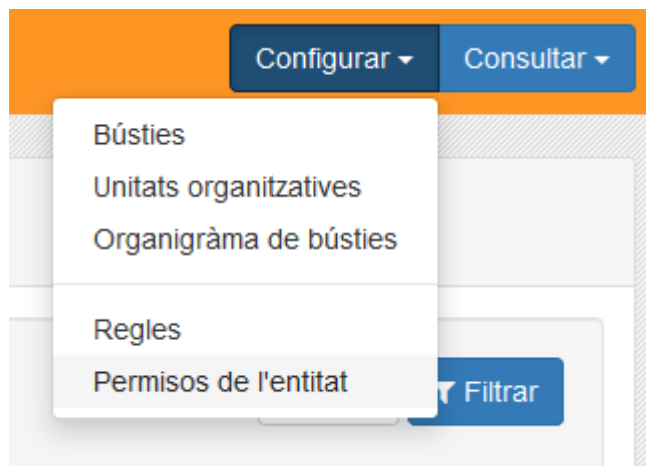 Configurar
Consultar
Bústies
Unitats organitzatives
Organigràma de bústies
Regles
Permisos de l'entitat
Filtrar